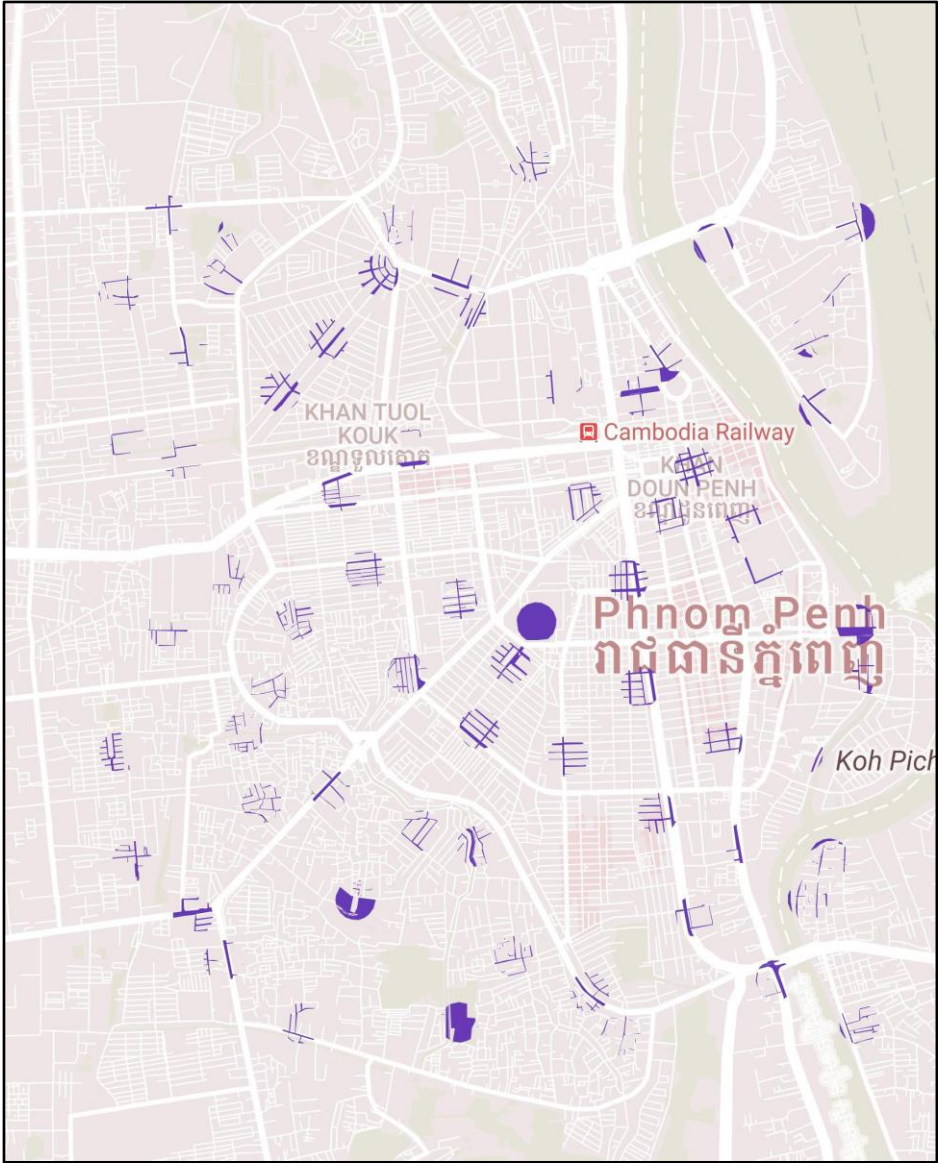 KHAN TUOL
KOUK
ខណ្ឌទួលគោក
Cambodia Railway
KHAN
DOUN PENH
ខណ្ឌដូនពេញ
Phnom Penh
រាជធានីភ្នំពេញ
Koh Pich